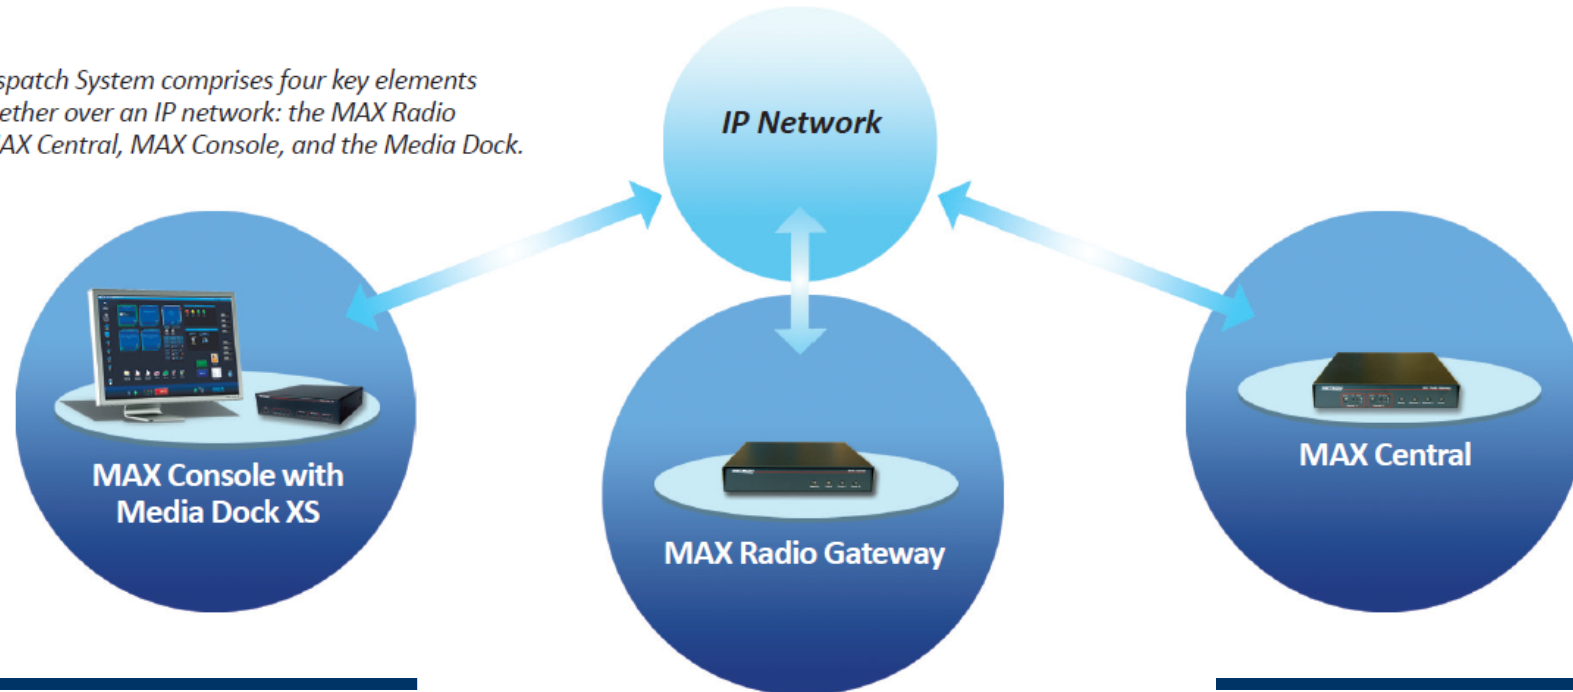 spatch System comprises four key elements
ether over an IP network: the MAX Radio
AX Central, MAX Console, and the Media Dock.
IP Network
MAX Console with
Media Dock XS
MAX Radio Gateway
MAX Central